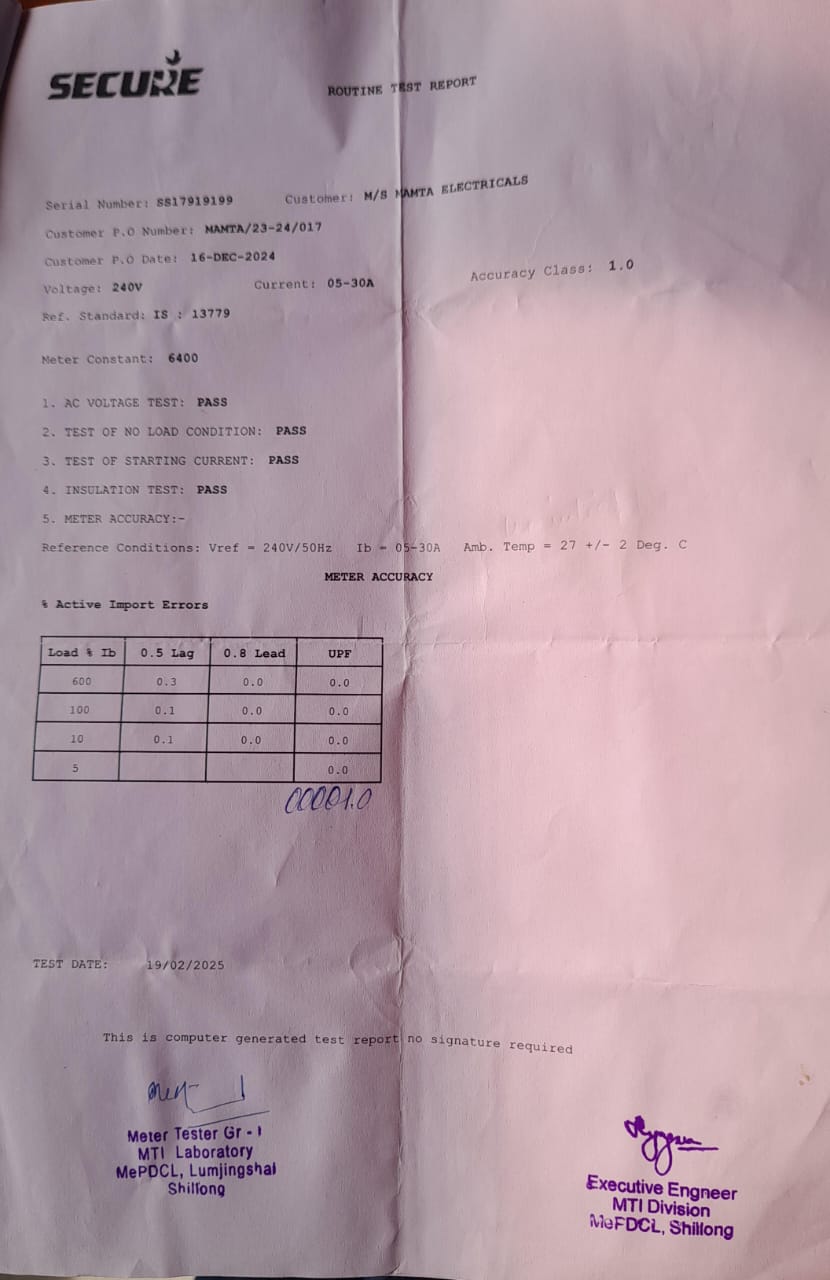 SECURE
ROUTINE TEST REPORT
Serial Number: SS17919199 Customer: M/S MAMTA ELECTRICALS
Customer P.O Number: MAMTA/23-24/017
Customer P.O Date: 16-DEC-2024
Voltage: 240V Current: 05-30A Accuracy Class: 1.0
Ref. Standard: IS : 13779
Meter Constant: 6400
1. AC VOLTAGE TEST: PASS
2. TEST OF NO LOAD CONDITION: PASS
3. TEST OF STARTING CURRENT: PASS
4. INSULATION TEST: PASS
5. METER ACCURACY:-
Reference Conditions: Vref = 240V/50Hz Ib = 05-30A Amb. Temp = 27 +/- 2 Deg. C
METER ACCURACY
% Active Import Errors
Load % Ib 0.5 Lag 0.8 Lead UPF
600 0.3 0.0 0.0
100 0.1 0.0 0.0
10 0.1 0.0 0.0
5 0.0
00001.0
TEST DATE: 19/02/2025
This is computer generated test report no signature required
Meter Tester Gr - I
MTI Laboratory
MePDCL, Lumjingshai
Shillong
Executive Engneer
MTI Division
MePDCL, Shillong